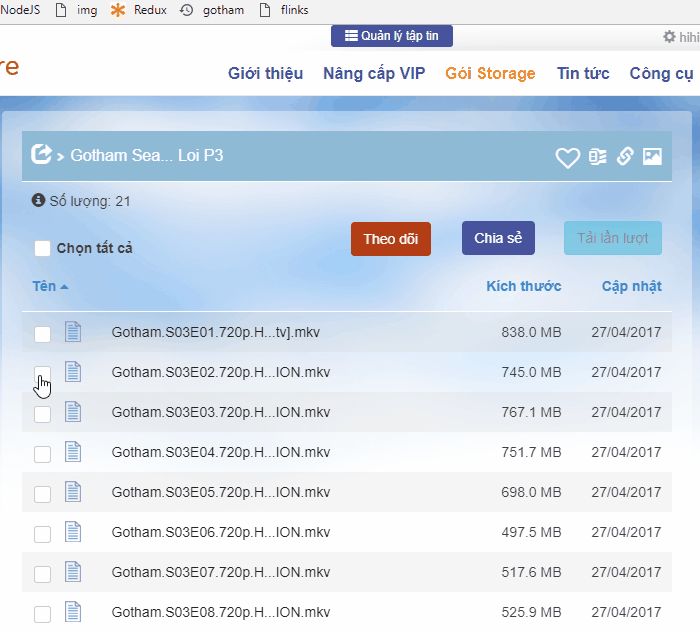 NodeJS img Redux gotham flinks
Quản lý tập tin hihi
re
Giới thiệu Nâng cấp VIP Gói Storage Tin tức Công cụ
> Gotham Sea... Loi P3
Số lượng: 21
Chọn tất cả Theo dõi Chia sẻ Tải lần lượt
Tên Kích thước Cập nhật
Gotham.S03E01.720p.H...tv].mkv 838.0 MB 27/04/2017
Gotham.S03E02.720p.H...ION.mkv 745.0 MB 27/04/2017
Gotham.S03E03.720p.H...ION.mkv 767.1 MB 27/04/2017
Gotham.S03E04.720p.H...ION.mkv 751.7 MB 27/04/2017
Gotham.S03E05.720p.H...ION.mkv 698.0 MB 27/04/2017
Gotham.S03E06.720p.H...ION.mkv 497.5 MB 27/04/2017
Gotham.S03E07.720p.H...ION.mkv 517.6 MB 27/04/2017
Gotham.S03E08.720p.H...ION.mkv 525.9 MB 27/04/2017